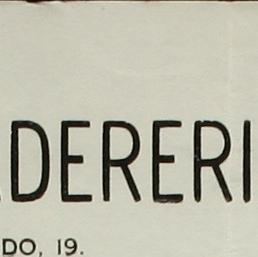 DERERI
DO, 19.